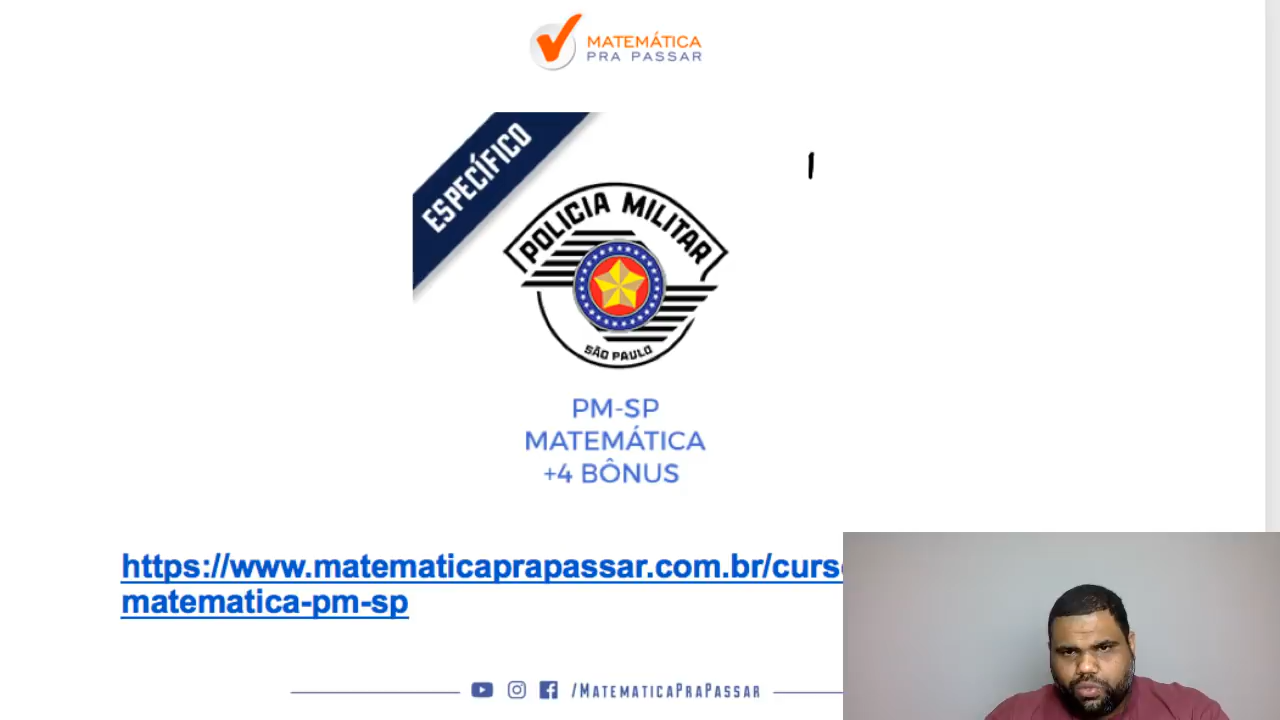 MATEMÁTICA
PRA PASSAR
ESPECÍFICO
POLICIA MILITAR
SÃO PAULO
PM-SP
MATEMÁTICA
+4 BÔNUS
https://www.matematicaprapassar.com.br/curs
matematica-pm-sp
/MATEMATICAPRAPASSAR